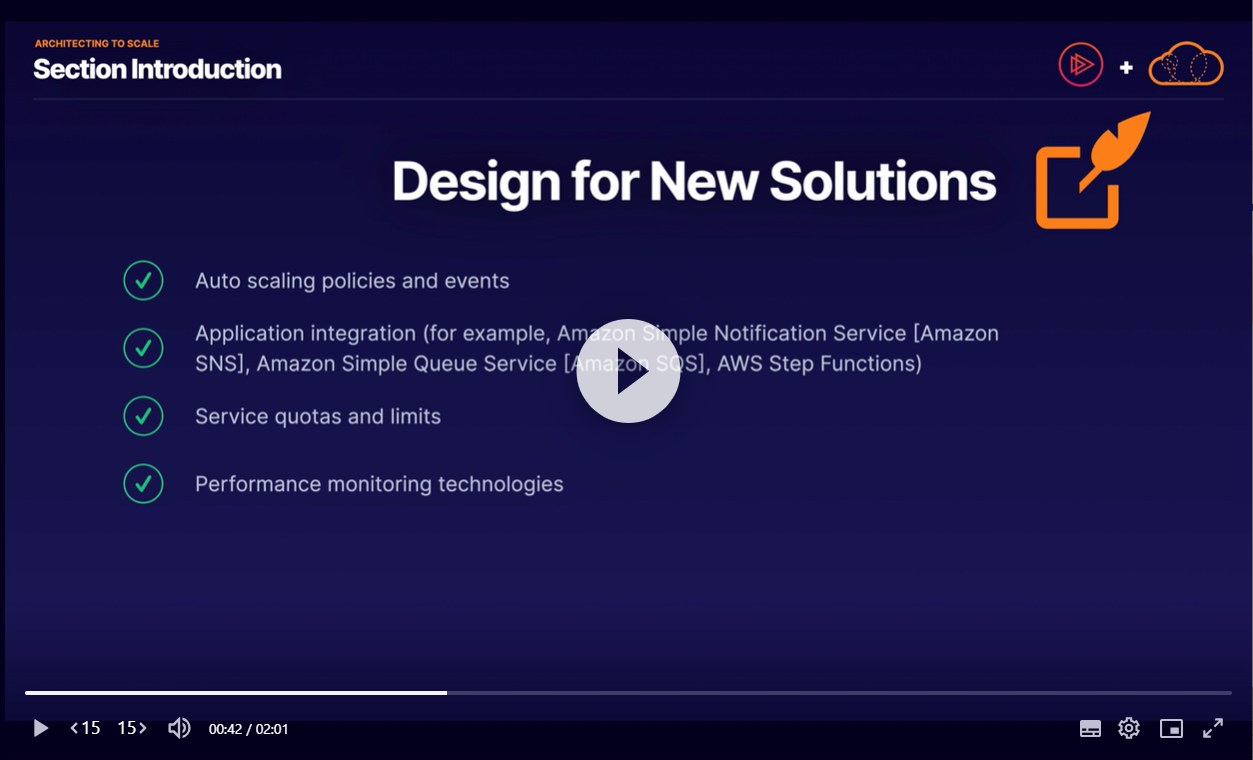 ARCHITECTING TO SCALE
Section Introduction
+
Design for New Solutions
Auto scaling policies and events
Application integration (for example, Amazon Simple Notification Service [Amazon
SNS], Amazon Simple Queue Service [Amazon SQS], AWS Step Functions)
Service quotas and limits
Performance monitoring technologies
<15 15> 00:42 / 02:01